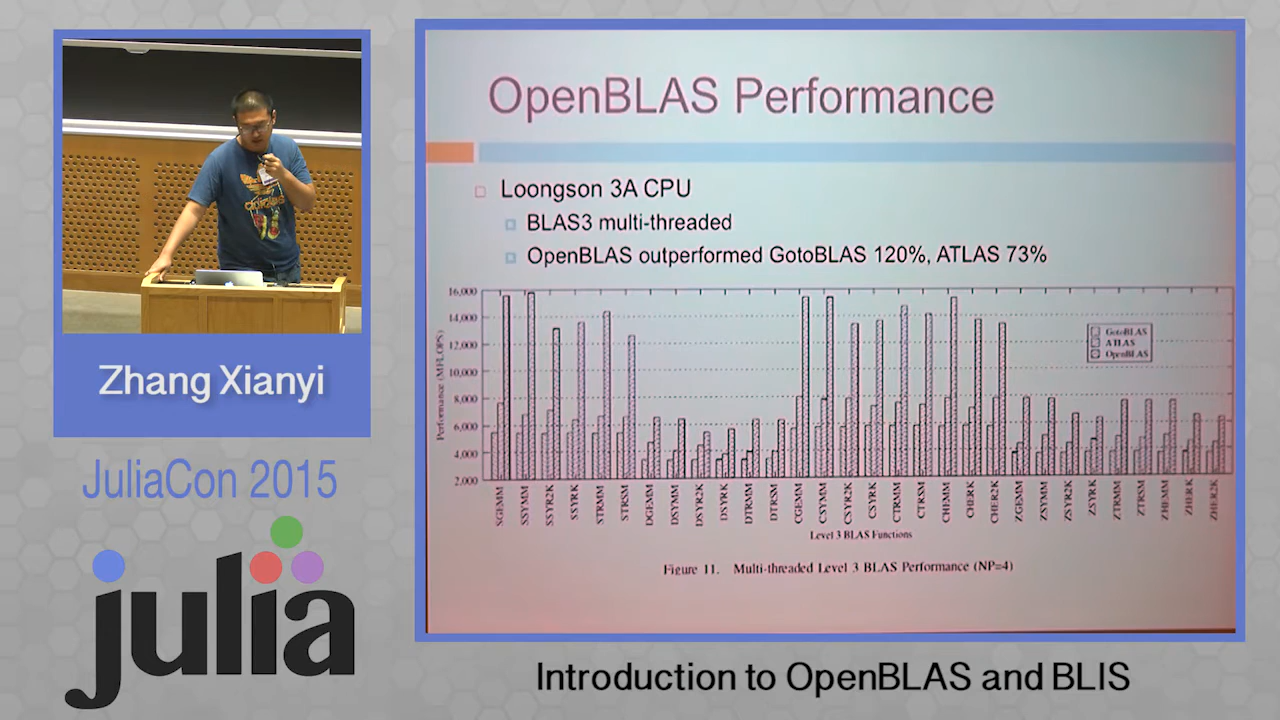 Zhang Xianyi
JuliaCon 2015
julia
OpenBLAS Performance
Loongson 3A CPU
BLAS3 multi-threaded
OpenBLAS outperformed GotoBLAS 120%, ATLAS 73%
Performance (MFLOPS)
16,000
14,000
12,000
10,000
8,000
6,000
4,000
2,000
GotoBLAS
ATLAS
OpenBLAS
SGEMM
SSYMM
SSYR2K
SSYRK
STRMM
STRSM
DGEMM
DSYMM
DSYR2K
DSYRK
DTRMM
DTRSM
CGEMM
CSYMM
CSYR2K
CSYRK
CTRMM
CTRSM
CHEMM
CHERK
CHER2K
ZGEMM
ZSYMM
ZSYR2K
ZSYRK
ZTRMM
ZTRSM
ZHEMM
ZHERK
ZHER2K
Level 3 BLAS Functions
Figure 11. Multi-threaded Level 3 BLAS Performance (NP=4)
Introduction to OpenBLAS and BLIS